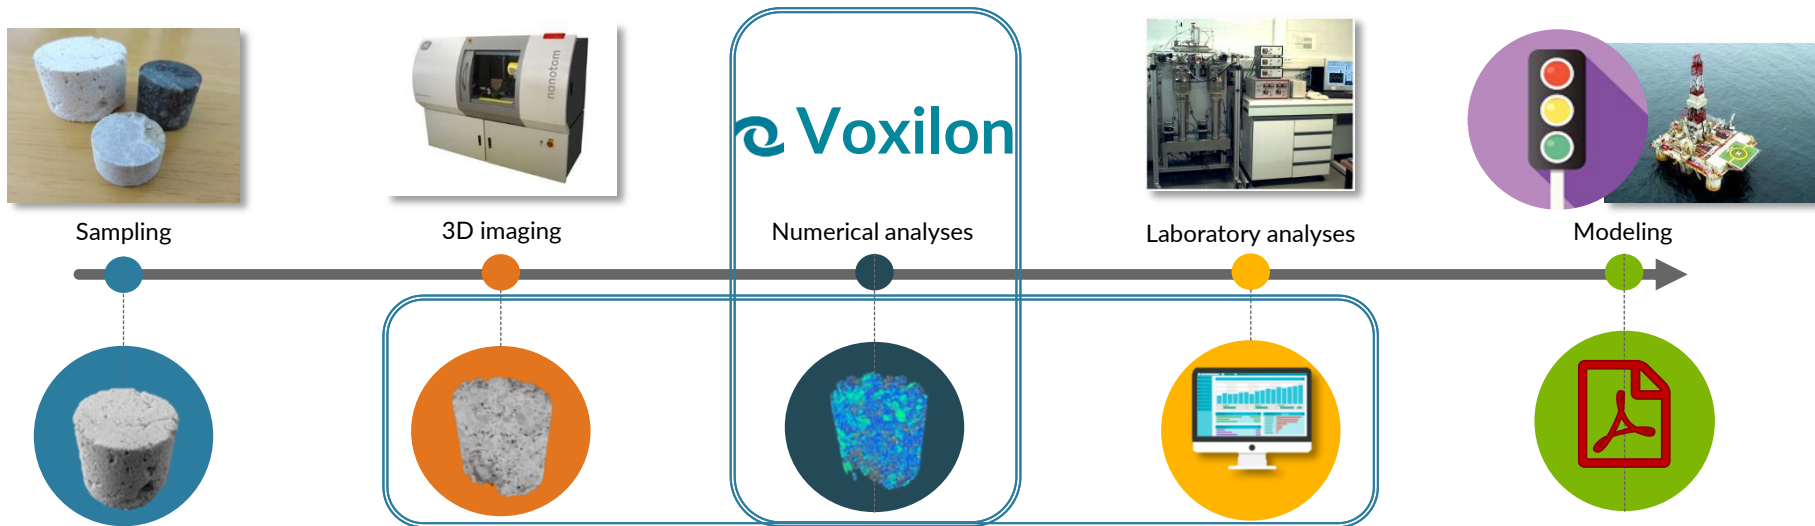 nanotom
Voxilon
Sampling
3D imaging
Numerical analyses
Laboratory analyses
Modeling